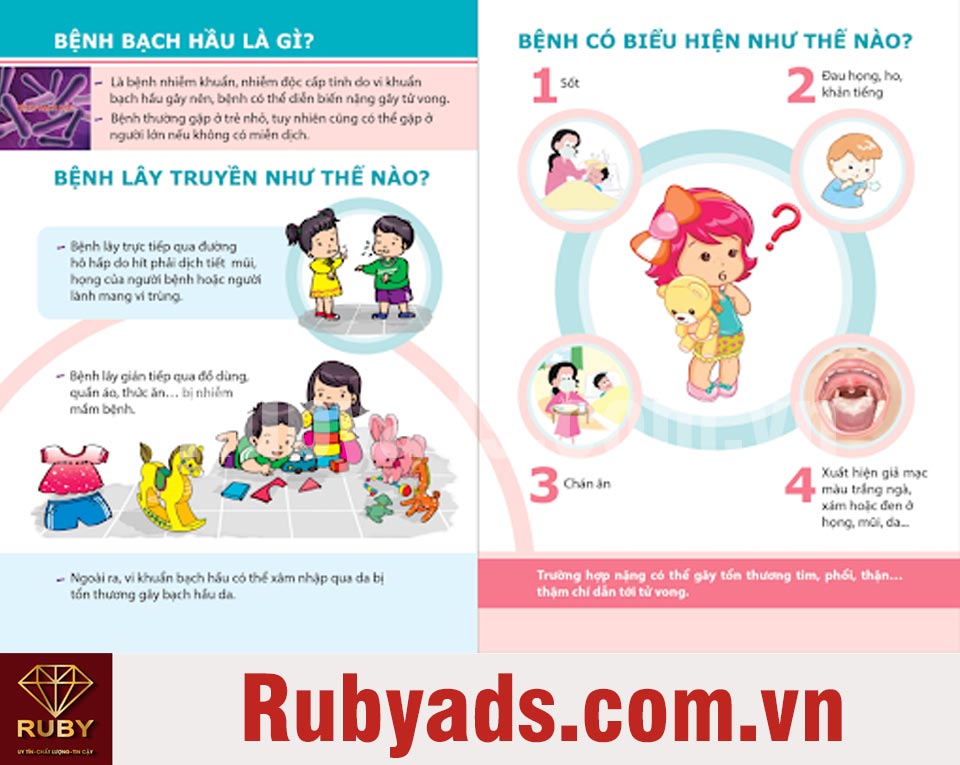 BỆNH BẠCH HẦU LÀ GÌ?
– Là bệnh nhiễm khuẩn, nhiễm độc cấp tính do vi khuẩn
bạch hầu gây nên, bệnh có thể diễn biến nặng gây tử vong.
– Bệnh thường gặp ở trẻ nhỏ, tuy nhiên cũng có thể gặp ở
người lớn nếu không có miễn dịch.
BỆNH LÂY TRUYỀN NHƯ THẾ NÀO?
– Bệnh lây trực tiếp qua đường
hô hấp do hít phải dịch tiết mũi,
họng của người bệnh hoặc người
lành mang vi trùng.
– Bệnh lây gián tiếp qua đồ dùng,
quần áo, thức ăn... bị nhiễm
mầm bệnh.
– Ngoài ra, vi khuẩn bạch hầu có thể xâm nhập qua da bị
tổn thương gây bạch hầu da.
BỆNH CÓ BIỂU HIỆN NHƯ THẾ NÀO?
1 Sốt
2 Đau họng, ho,
khản tiếng
?
3 Chán ăn
4 Xuất hiện giả mạc
màu trắng ngà,
xám hoặc đen ở
họng, mũi, da...
Trường hợp nặng có thể gây tổn thương tim, phổi, thận...
thậm chí dẫn tới tử vong.
RUBY
UY TÍN-CHẤT LƯỢNG-TIN CẬY
Rubyads.com.vn